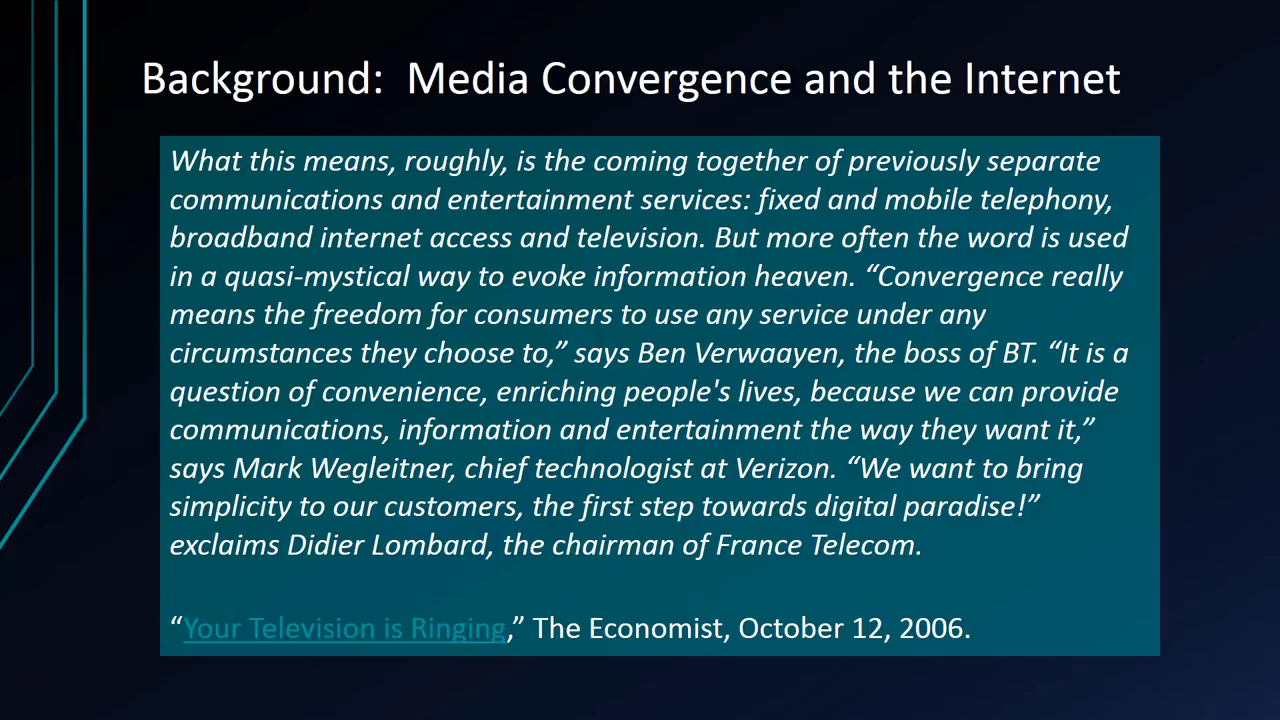 Background:  Media Convergence and the Internet
What this means, roughly, is the coming together of previously separate
communications and entertainment services: fixed and mobile telephony,
broadband internet access and television. But more often the word is used
in a quasi-mystical way to evoke information heaven. “Convergence really
means the freedom for consumers to use any service under any
circumstances they choose to,” says Ben Verwaayen, the boss of BT. “It is a
question of convenience, enriching people's lives, because we can provide
communications, information and entertainment the way they want it,”
says Mark Wegleitner, chief technologist at Verizon. “We want to bring
simplicity to our customers, the first step towards digital paradise!”
exclaims Didier Lombard, the chairman of France Telecom.
“Your Television is Ringing,” The Economist, October 12, 2006.